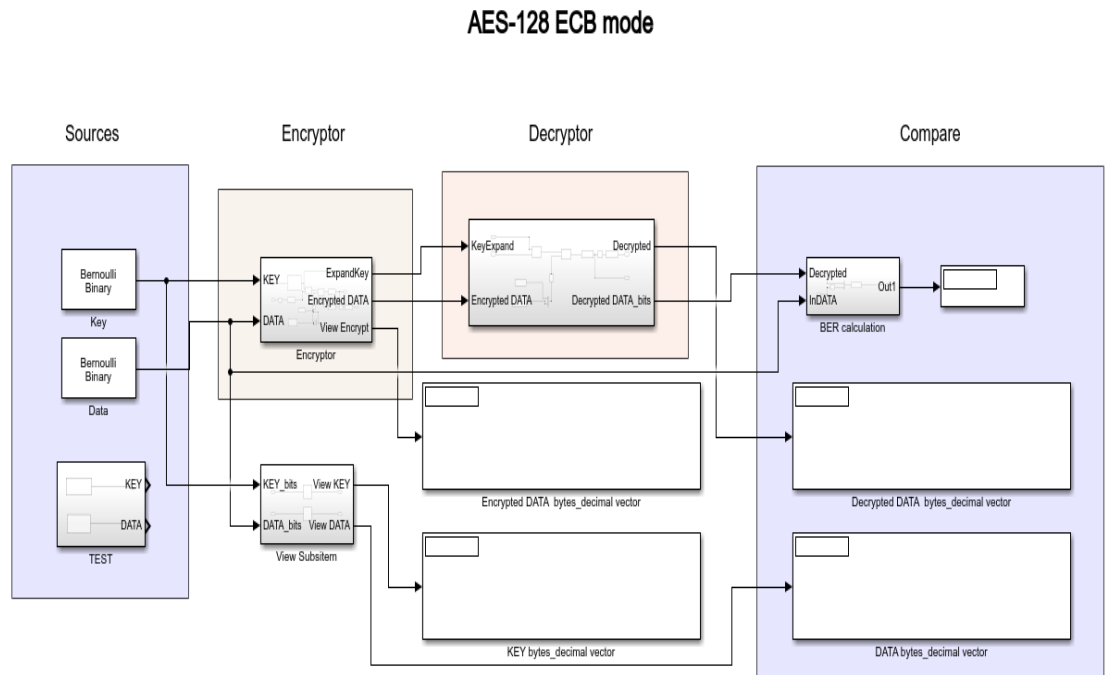 AES-128 ECB mode
Sources
Encryptor
Decryptor
Compare
Bernoulli
Binary
Key
Bernoulli
Binary
Data
KEY
DATA
TEST
KEY
DATA
ExpandKey
Encrypted DATA
View Encrypt
Encryptor
KeyExpand
Encrypted DATA
Decrypted
Decrypted DATA_bits
Decrypted
InDATA
Out1
BER calculation
KEY_bits
DATA_bits
View KEY
View DATA
View Subsitem
Encrypted DATA bytes_decimal vector
Decrypted DATA bytes_decimal vector
KEY bytes_decimal vector
DATA bytes_decimal vector